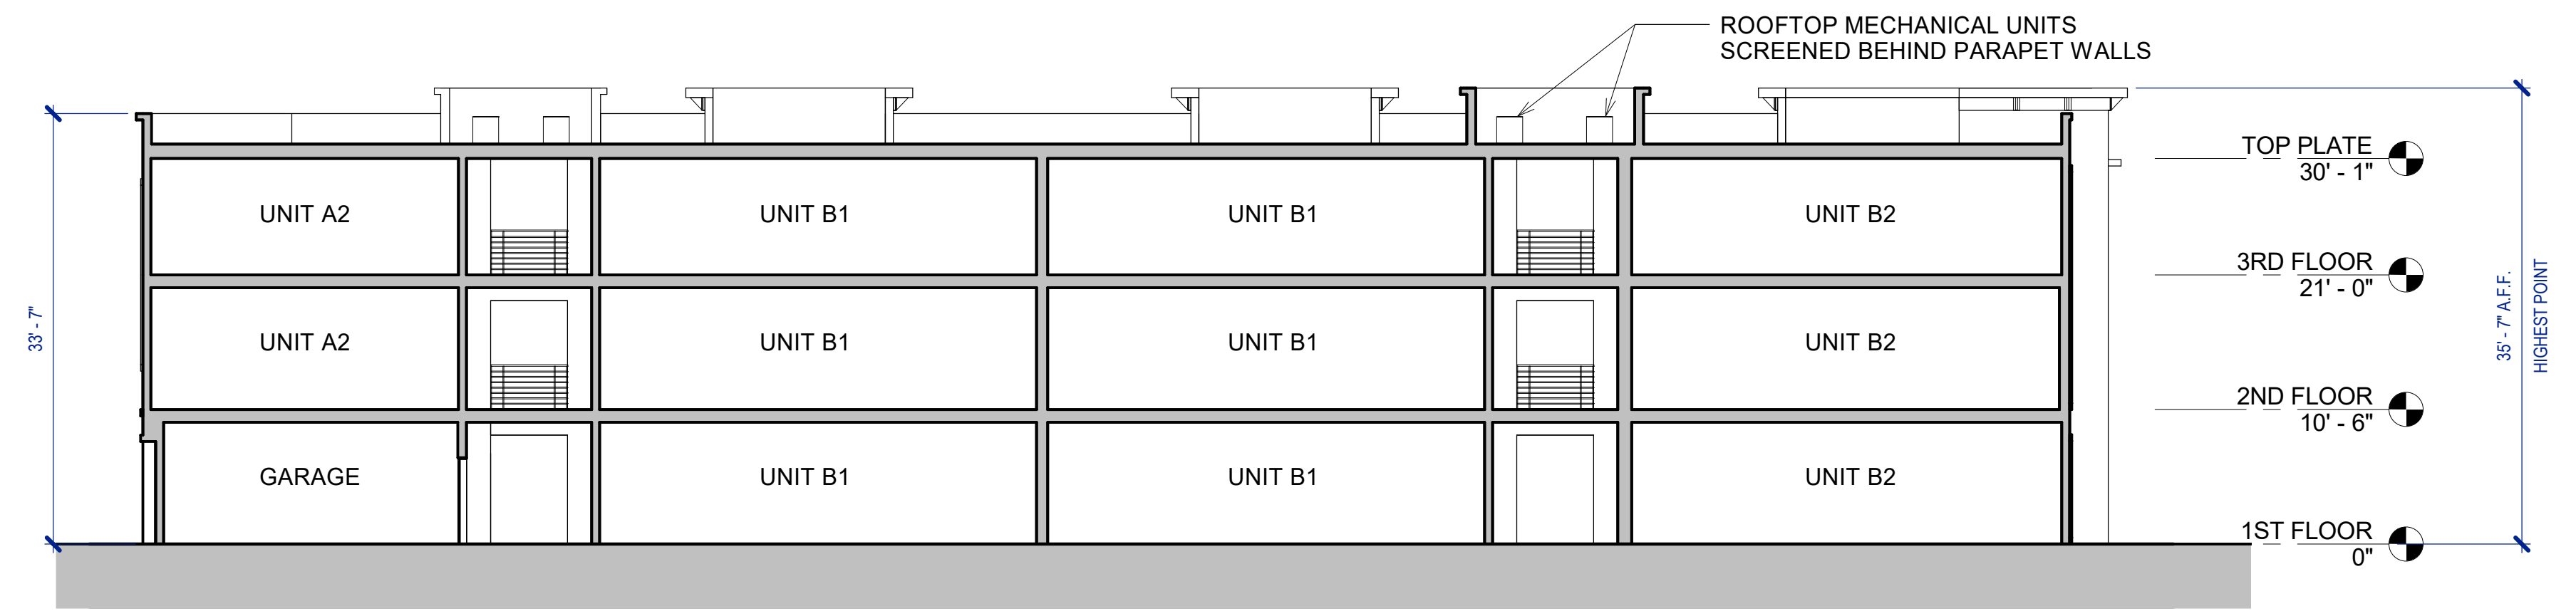 ROOFTOP MECHANICAL UNITS
SCREENED BEHIND PARAPET WALLS
TOP PLATE
30' - 1"
UNIT A2
UNIT B1
UNIT B1
UNIT B2
3RD FLOOR
21' - 0"
33' - 7"
UNIT A2
UNIT B1
UNIT B1
UNIT B2
35' - 7" A.F.F.
HIGHEST POINT
2ND FLOOR
10' - 6"
GARAGE
UNIT B1
UNIT B1
UNIT B2
1ST FLOOR
0"